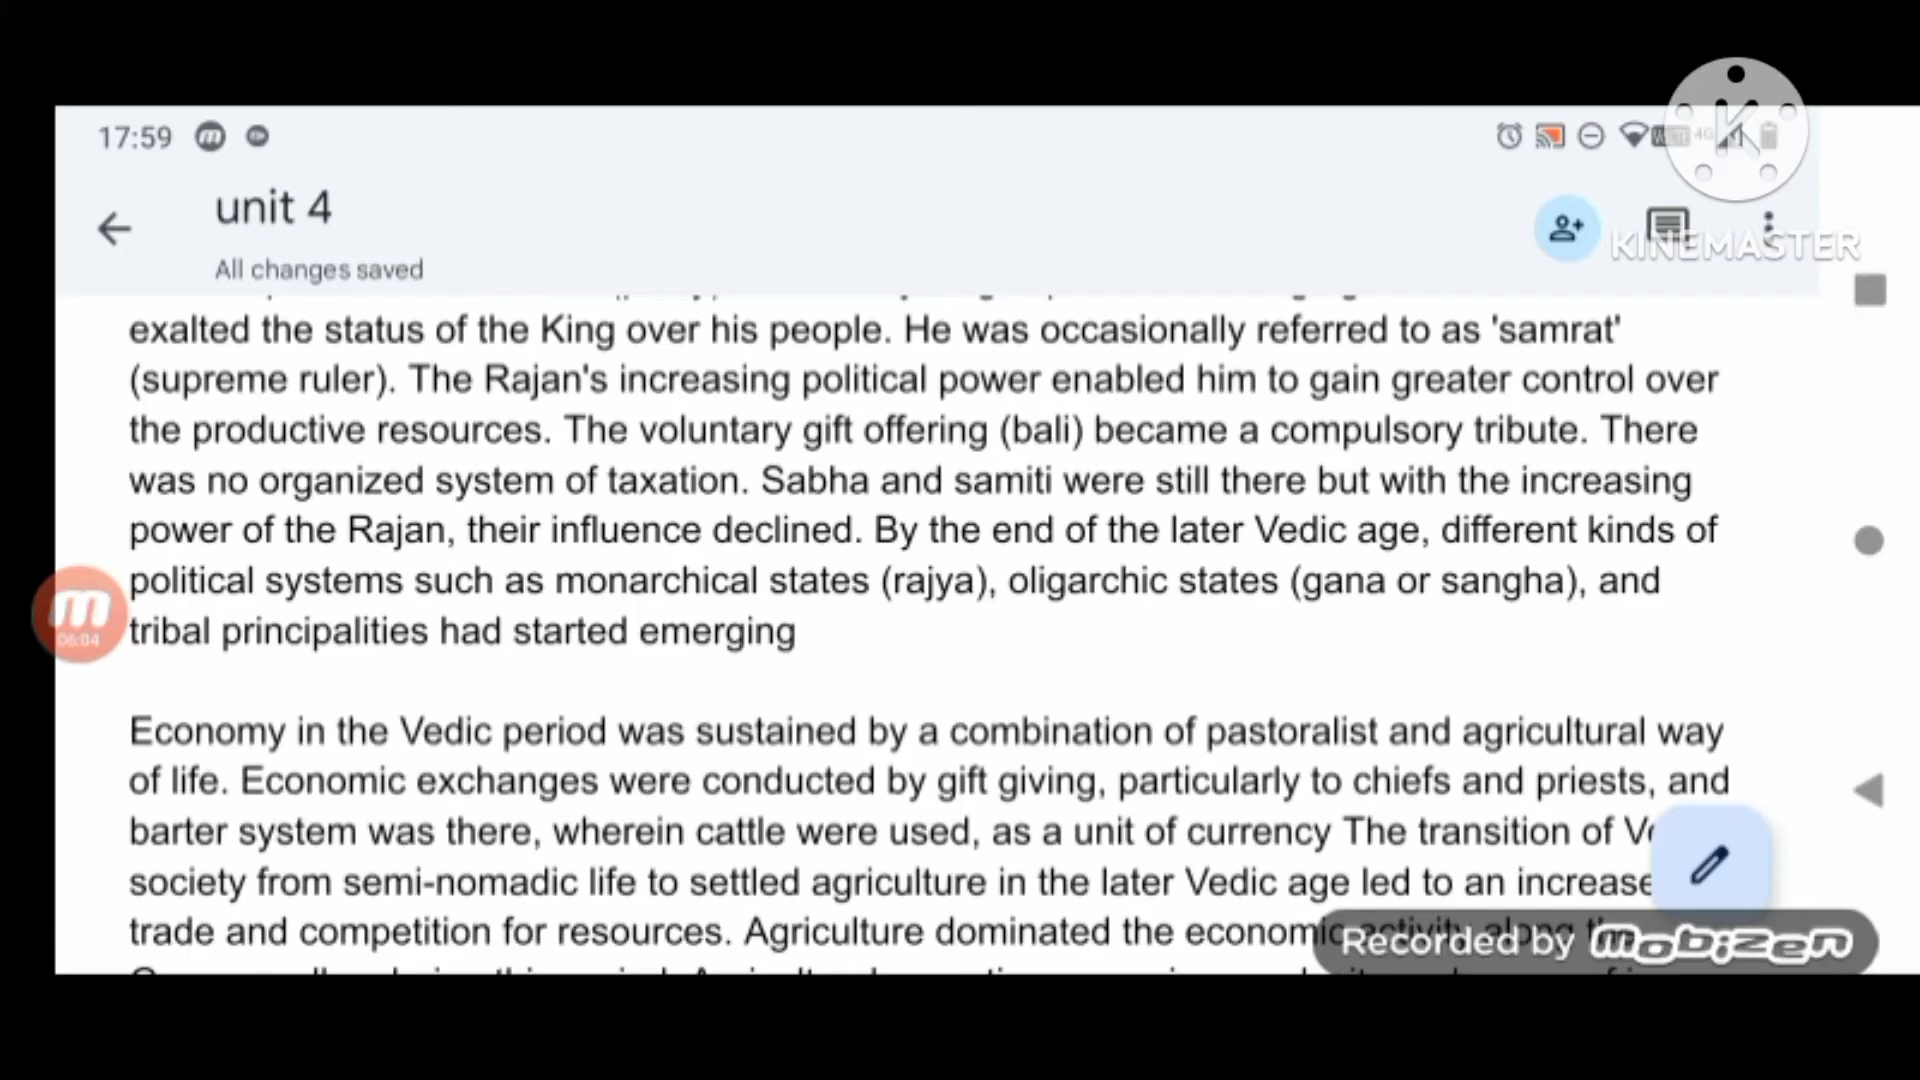 17:59
4G
unit 4
All changes saved
KINEMASTER
exalted the status of the King over his people. He was occasionally referred to as 'samrat'
(supreme ruler). The Rajan's increasing political power enabled him to gain greater control over
the productive resources. The voluntary gift offering (bali) became a compulsory tribute. There
was no organized system of taxation. Sabha and samiti were still there but with the increasing
power of the Rajan, their influence declined. By the end of the later Vedic age, different kinds of
political systems such as monarchical states (rajya), oligarchic states (gana or sangha), and
06:04
tribal principalities had started emerging
Economy in the Vedic period was sustained by a combination of pastoralist and agricultural way
of life. Economic exchanges were conducted by gift giving, particularly to chiefs and priests, and
barter system was there, wherein cattle were used, as a unit of currency The transition of
society from semi-nomadic life to settled agriculture in the later Vedic age led to an increase
trade and competition for resources. Agriculture dominated the economic activity along
Recorded by mobizen